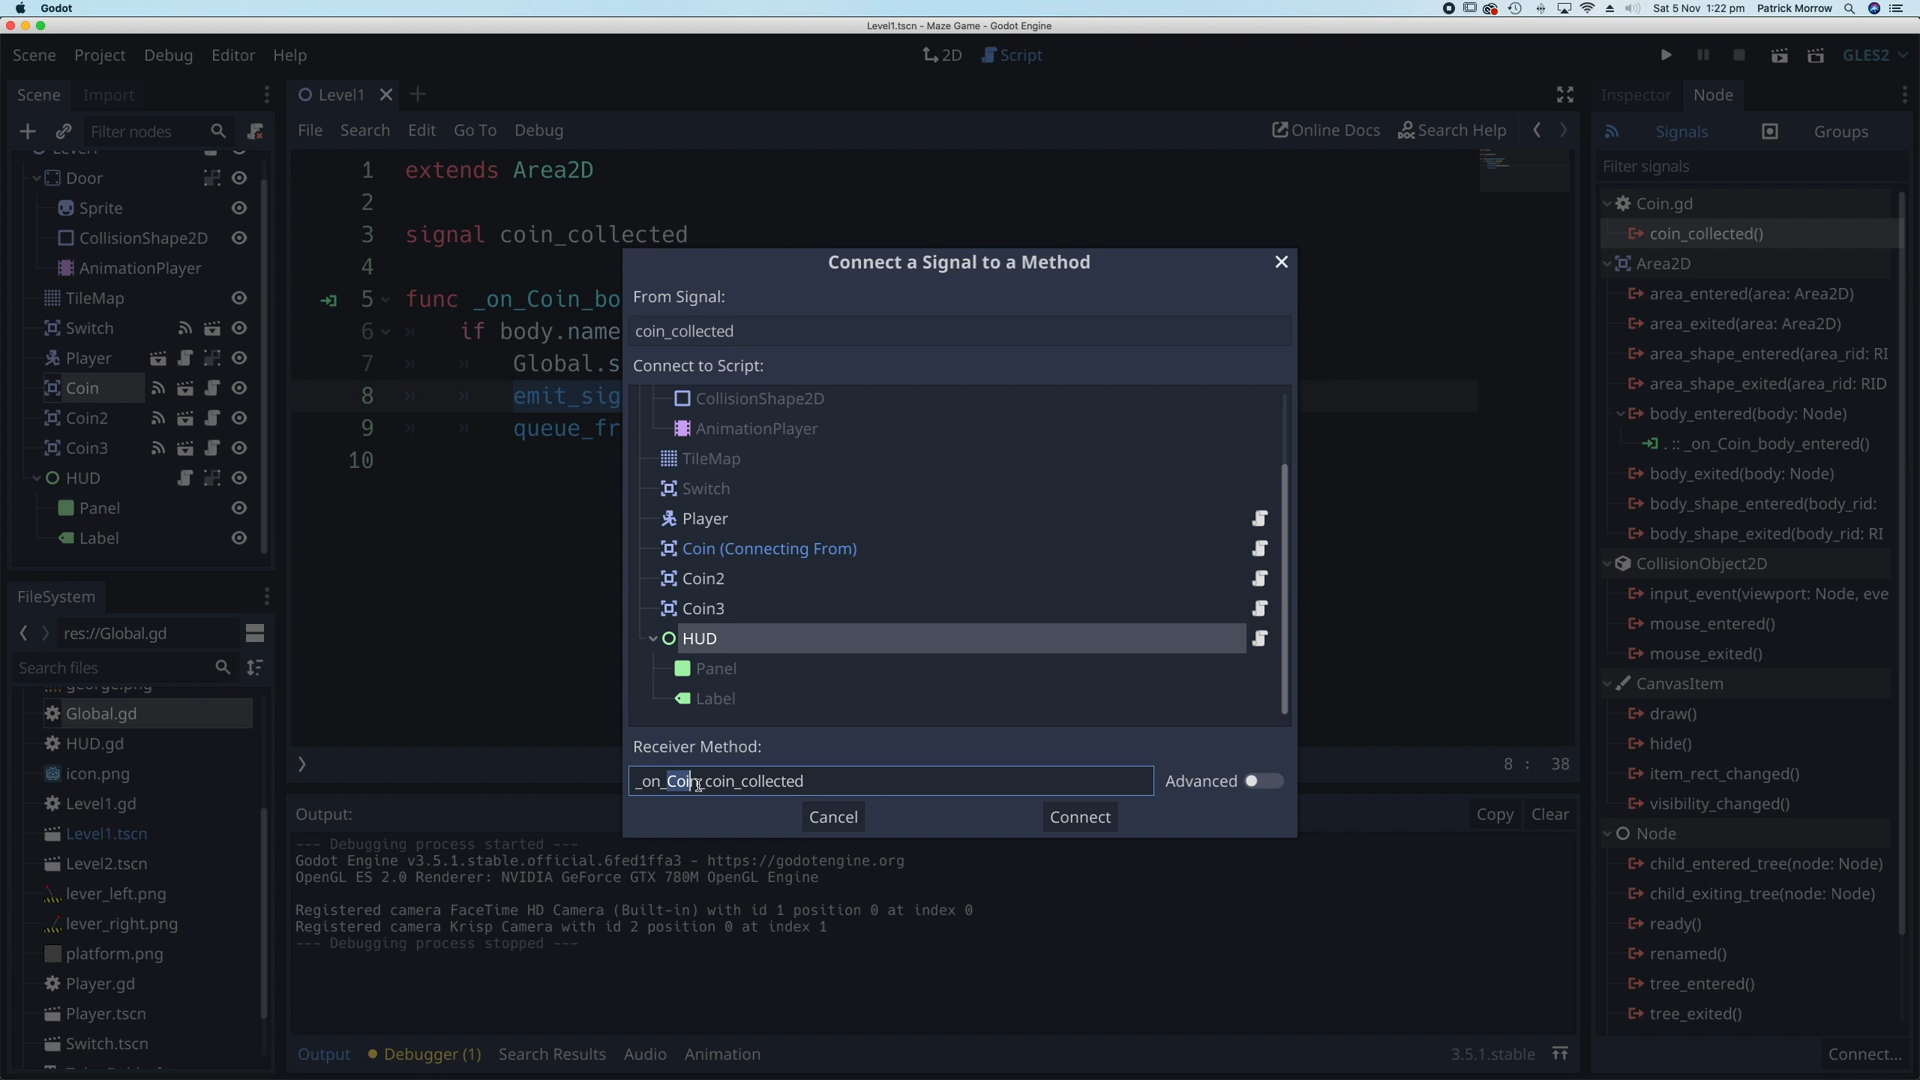 Godot
Sat 5 Nov 1:22 pm Patrick Morrow
Level1.tscn - Maze Game - Godot Engine
Scene Project Debug Editor Help
2D Script
GLES2
Scene Import
Filter nodes
Door
Sprite
CollisionShape2D
AnimationPlayer
TileMap
Switch
Player
Coin
Coin2
Coin3
HUD
Panel
Label
FileSystem
res://Global.gd
Search files
george.png
Global.gd
HUD.gd
icon.png
Level1.gd
Level1.tscn
Level2.tscn
lever_left.png
lever_right.png
platform.png
Player.gd
Player.tscn
Switch.tscn
Level1
File Search Edit Go To Debug
Online Docs Search Help
1 extends Area2D
2
3 signal coin_collected
4
5 func _on_Coin_bo
6 if body.name
7 Global.s
8 emit_sig
9 queue_fr
10
8 : 38
Connect a Signal to a Method
From Signal:
coin_collected
Connect to Script:
CollisionShape2D
AnimationPlayer
TileMap
Switch
Player
Coin (Connecting From)
Coin2
Coin3
HUD
Panel
Label
Receiver Method:
_on_Coin_coin_collected
Advanced
Cancel Connect
Output:
Copy Clear
--- Debugging process started ---
Godot Engine v3.5.1.stable.official.6fed1ffa3 - https://godotengine.org
OpenGL ES 2.0 Renderer: NVIDIA GeForce GTX 780M OpenGL Engine
Registered camera FaceTime HD Camera (Built-in) with id 1 position 0 at index 0
Registered camera Krisp Camera with id 2 position 0 at index 1
--- Debugging process stopped ---
Output Debugger (1) Search Results Audio Animation
3.5.1.stable
Inspector Node
Signals Groups
Filter signals
Coin.gd
coin_collected()
Area2D
area_entered(area: Area2D)
area_exited(area: Area2D)
area_shape_entered(area_rid: RI
area_shape_exited(area_rid: RID
body_entered(body: Node)
. :: _on_Coin_body_entered()
body_exited(body: Node)
body_shape_entered(body_rid:
body_shape_exited(body_rid: RI
CollisionObject2D
input_event(viewport: Node, eve
mouse_entered()
mouse_exited()
CanvasItem
draw()
hide()
item_rect_changed()
visibility_changed()
Node
child_entered_tree(node: Node)
child_exiting_tree(node: Node)
ready()
renamed()
tree_entered()
tree_exited()
Connect...